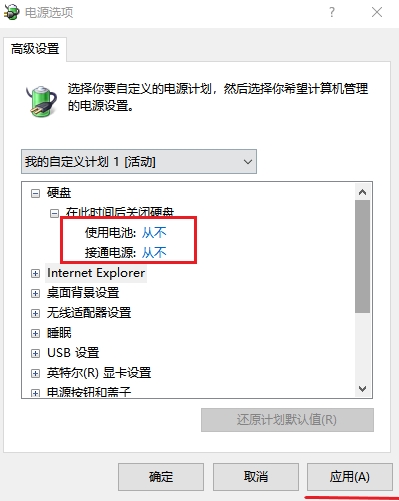 电源选项
高级设置
选择你要自定义的电源计划，然后选择你希望计算机管理
的电源设置。
我的自定义计划 1 [活动]
硬盘
在此时间后关闭硬盘
使用电池: 从不
接通电源: 从不
Internet Explorer
桌面背景设置
无线适配器设置
睡眠
USB 设置
英特尔(R) 显卡设置
电源按钮和盖子
还原计划默认值(R)
确定
取消
应用(A)